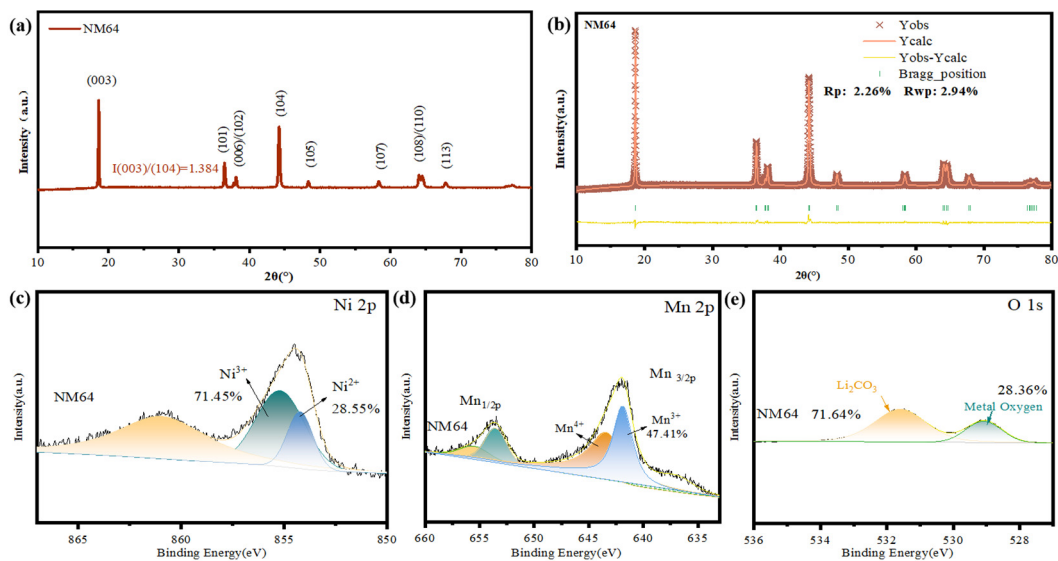 (a)
NM64
(003)
(101)
(006)/(102)
(104)
(105)
(107)
(108)/(110)
(113)
I(003)/(104)=1.384
Intensity (a.u.)
10 20 30 40 50 60 70 80
2θ(°)
(b)
NM64
Yobs
Ycalc
Yobs-Ycalc
Bragg_position
Rp: 2.26% Rwp: 2.94%
Intensity(a.u.)
10 20 30 40 50 60 70 80
2θ(°)
(c)
Ni 2p
Ni3+
71.45%
Ni2+
28.55%
NM64
Intensity(a.u.)
865 860 855 850
Binding Energy(eV)
(d)
Mn 2p
Mn1/2p
Mn 3/2p
NM64
Mn4+
Mn3+
47.41%
Intensity(a.u.)
660 655 650 645 640 635
Binding Energy(eV)
(e)
O 1s
Li2CO3
28.36%
Metal Oxygen
NM64
71.64%
Intensity(a.u.)
536 534 532 530 528
Binding Energy(eV)